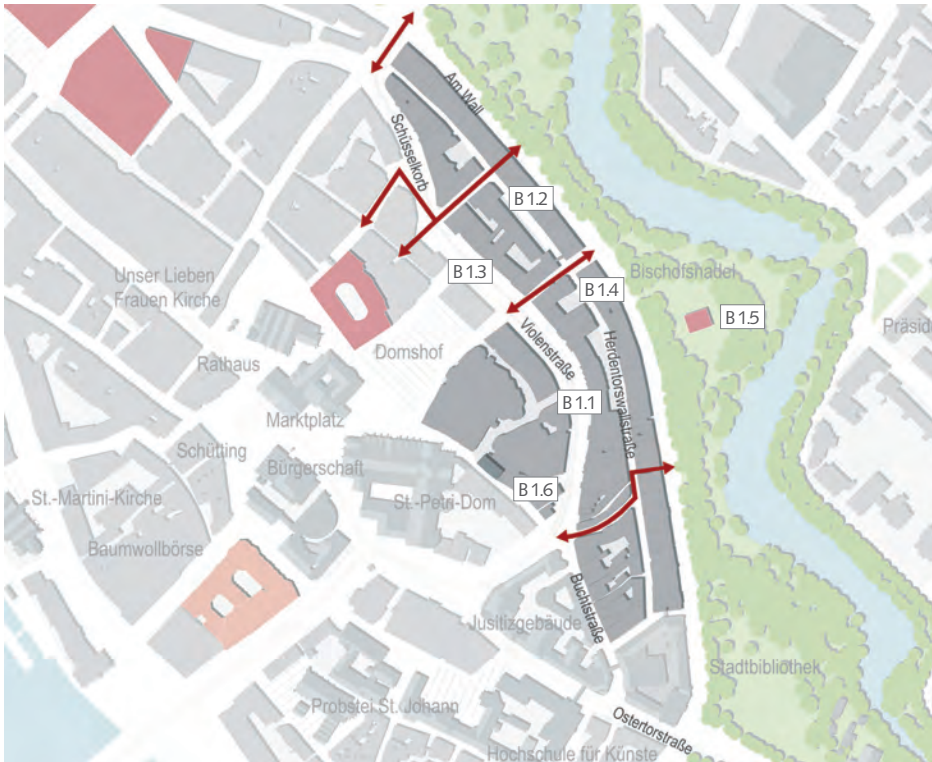 Am Wall
Schüsselkorb
B 1.2
B 1.3
Bischofsnadel
B 1.4
Unser Lieben
Frauen Kirche
B 1.5
Präside
Violenstraße
Domshof
Rathaus
Herdentorswallstraße
B 1.1
Marktplatz
Schütting
Bürgerschaft
B 1.6
St.-Martini-Kirche
St.-Petri-Dom
Baumwollbörse
Buchtstraße
Jusitizgebäude
Stadtbibliothek
Probstei St. Johann
Ostertorstraße
Hochschule für Künste